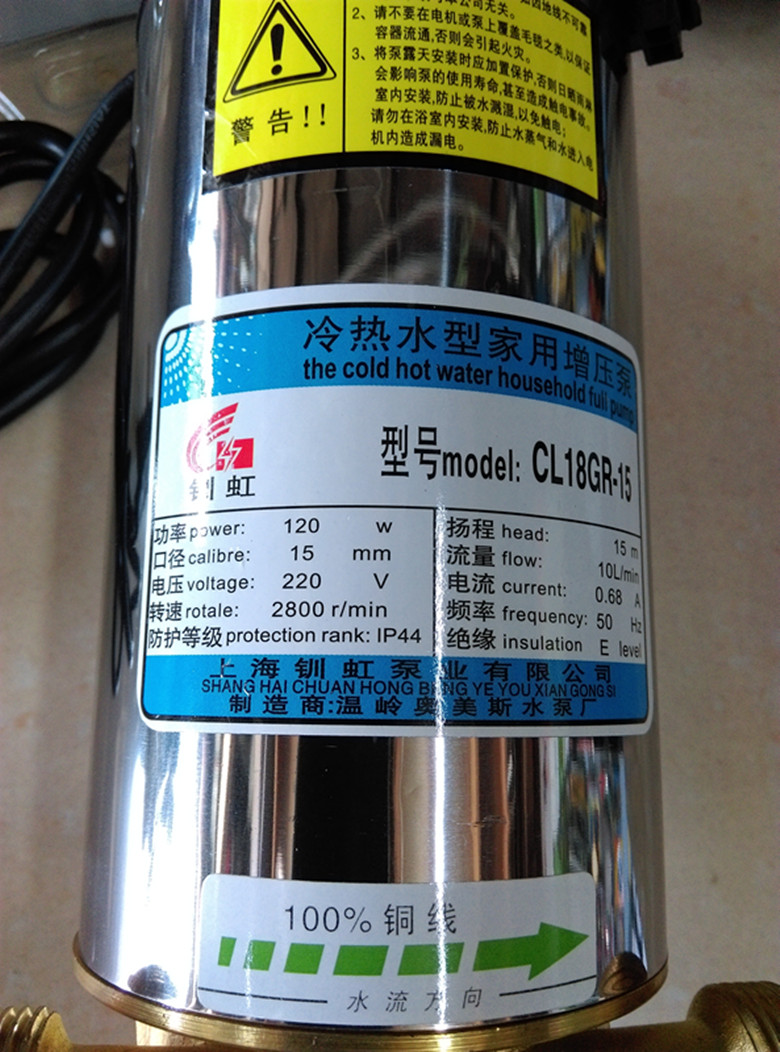 本公司无关。 如因地线不可靠
2、请不要在电机或泵上覆盖毛毯之类,以保证
容器流通,否则会引起火灾。
3、将泵露天安装时应加置保护,否则日晒雨淋
会影响泵的使用寿命,甚至造成触电事故。
室内安装,防止被水溅湿,以免触电;
请勿在浴室内安装,防止水蒸气和水进入电
机内造成漏电。
警告!!
冷热水型家用增压泵
the cold hot water household full pump
钏虹
型号model: CL18GR-15
功率power: 120 w
口径calibre: 15 mm
电压voltage: 220 V
转速rotale: 2800 r/min
防护等级protection rank: IP44
扬程head: 15 m
流量flow: 10L/min
电流current: 0.68 A
频率frequency: 50 Hz
绝缘insulation E level
上海钏虹泵业有限公司
SHANG HAI CHUAN HONG BENG YE YOU XIAN GONG SI
制造商:温岭奥美斯水泵厂
100%铜线
水流方向